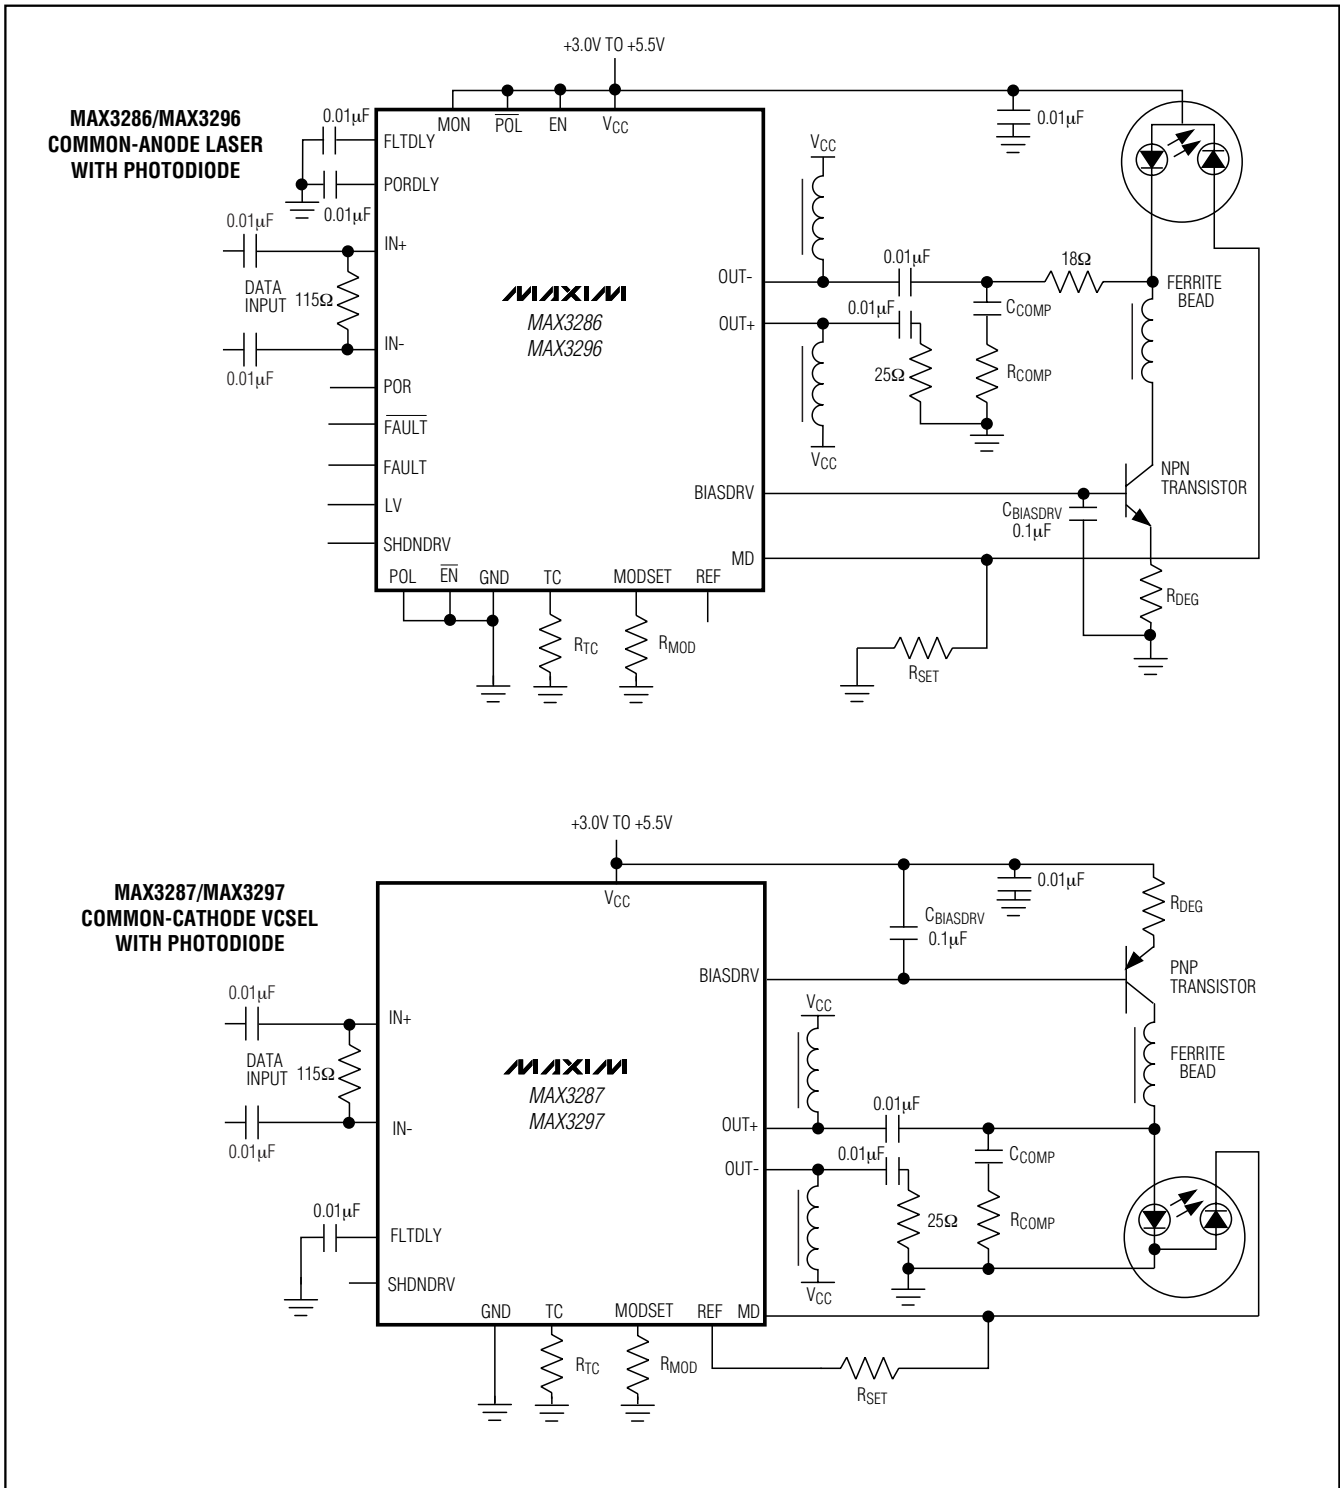 +3.0V TO +5.5V
MAX3286/MAX3296
COMMON-ANODE LASER
WITH PHOTODIODE
0.01µF
MON
POL
EN
VCC
0.01µF
FLTDLY
PORDLY
0.01µF
0.01µF
IN+
DATA
INPUT
115Ω
IN-
0.01µF
POR
FAULT
FAULT
LV
SHDNDRV
MAXIM
MAX3286
MAX3296
OUT-
OUT+
BIASDRV
MD
POL
EN
GND
TC
MODSET
REF
RTC
RMOD
VCC
0.01µF
18Ω
FERRITE
BEAD
0.01µF
CCOMP
25Ω
RCOMP
VCC
NPN
TRANSISTOR
CBIASDRV
0.1µF
RDEG
RSET
+3.0V TO +5.5V
MAX3287/MAX3297
COMMON-CATHODE VCSEL
WITH PHOTODIODE
VCC
0.01µF
RDEG
CBIASDRV
0.1µF
BIASDRV
PNP
TRANSISTOR
0.01µF
IN+
DATA
INPUT
115Ω
IN-
0.01µF
MAXIM
MAX3287
MAX3297
VCC
FERRITE
BEAD
0.01µF
OUT+
0.01µF
CCOMP
OUT-
25Ω
RCOMP
0.01µF
FLTDLY
SHDNDRV
VCC
GND
TC
MODSET
REF
MD
RTC
RMOD
RSET